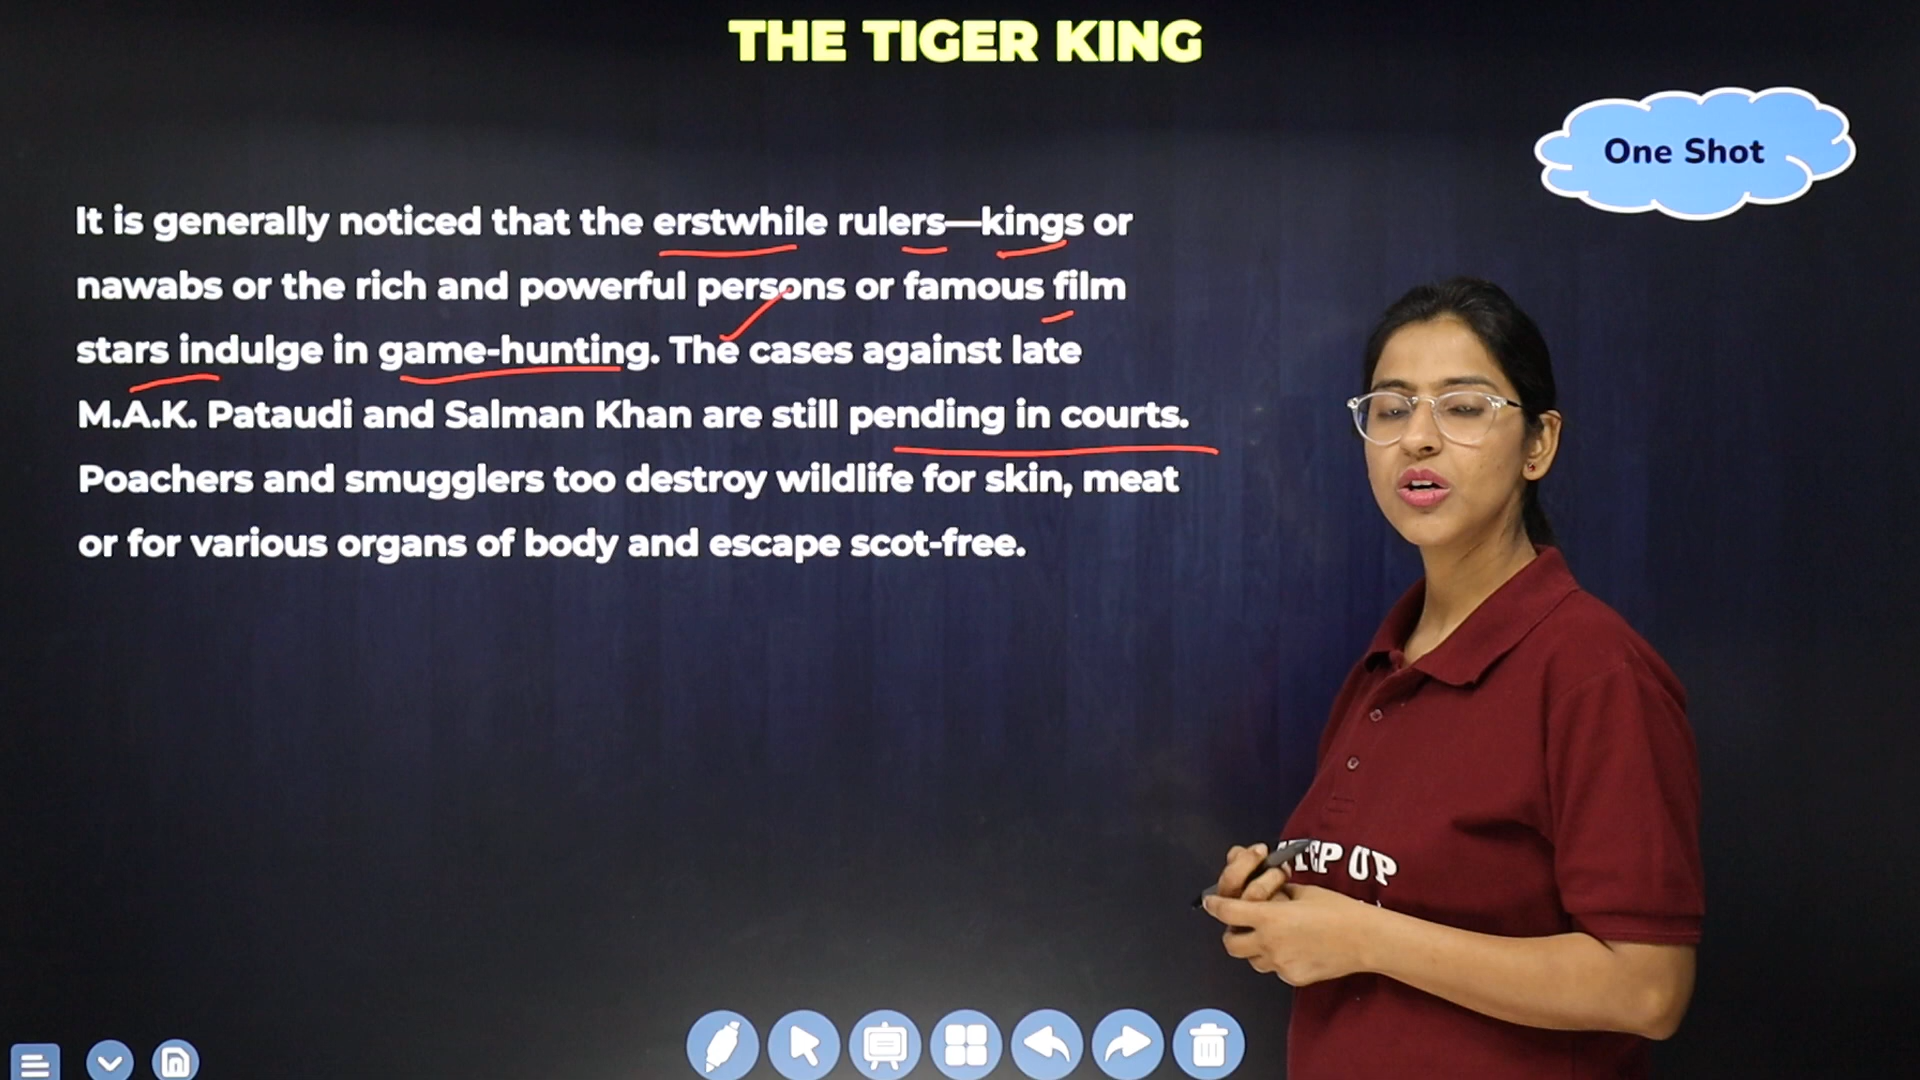 THE TIGER KING
One Shot
It is generally noticed that the erstwhile rulers—kings or
nawabs or the rich and powerful persons or famous film
stars indulge in game-hunting. The cases against late
M.A.K. Pataudi and Salman Khan are still pending in courts.
Poachers and smugglers too destroy wildlife for skin, meat
or for various organs of body and escape scot-free.
UP